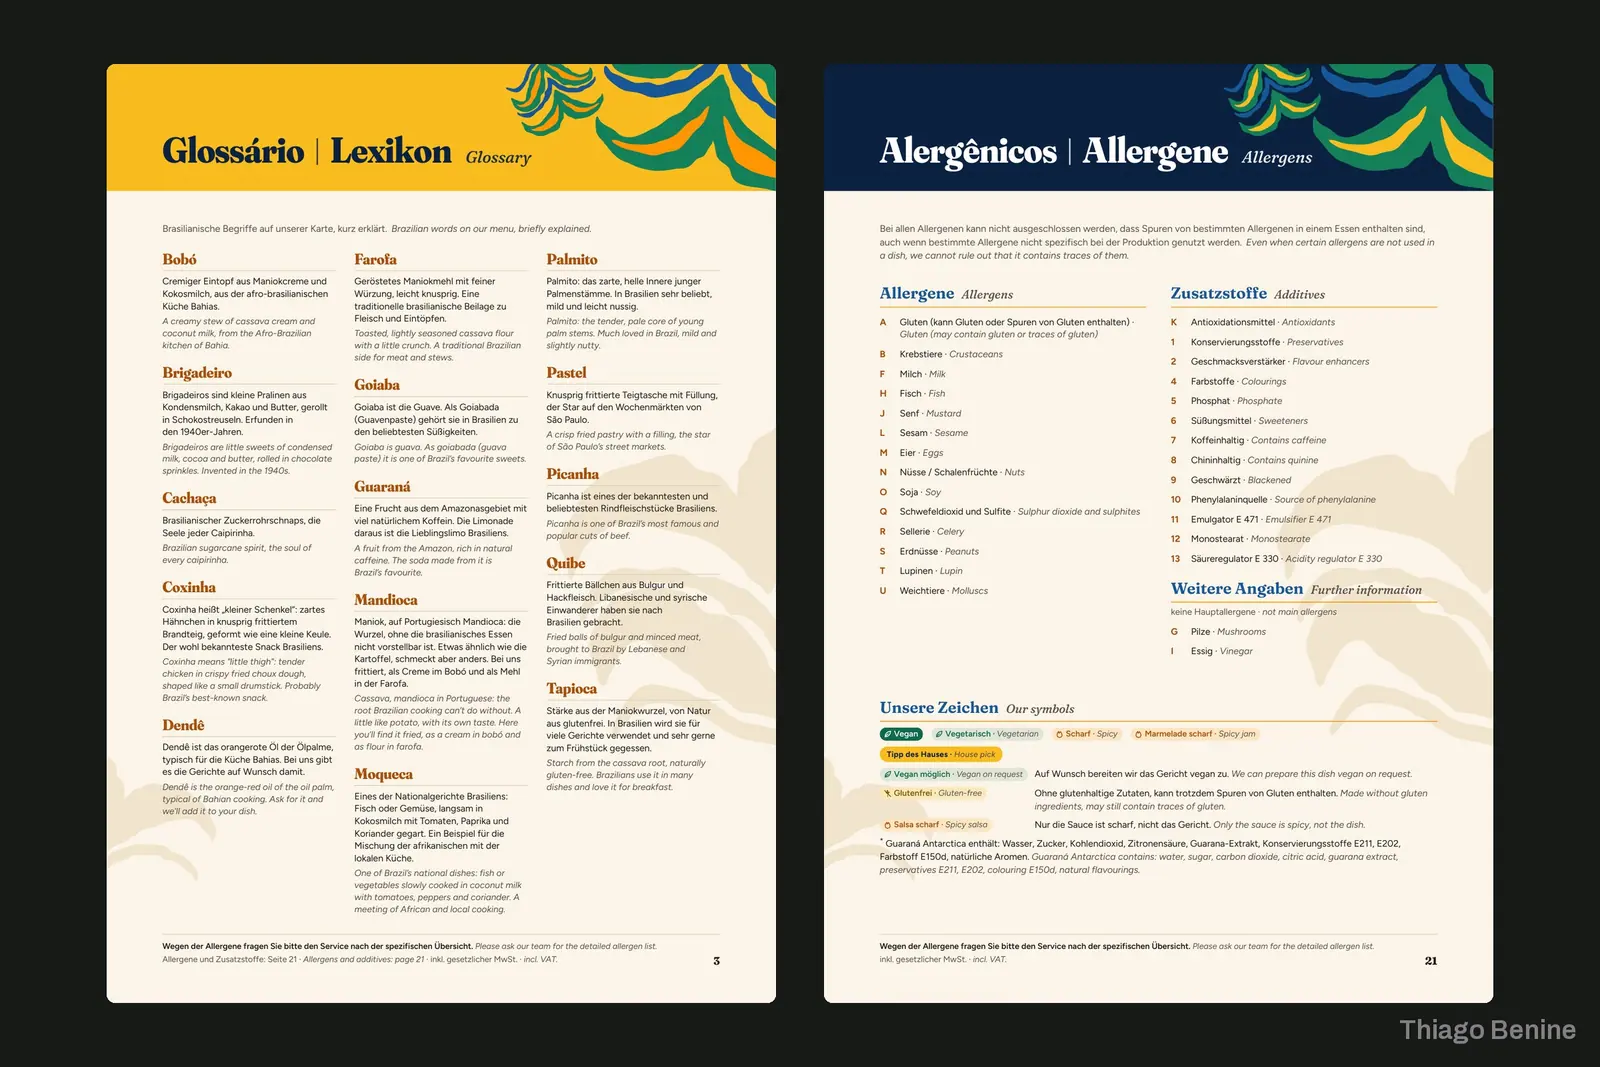 Glossário | Lexikon Glossary
Brasilianische Begriffe auf unserer Karte, kurz erklärt. Brazilian words on our menu, briefly explained.
Bobó
Cremiger Eintopf aus Maniokcreme und
Kokosmilch, aus der afro-brasilianischen
Küche Bahias.
A creamy stew of cassava cream and
coconut milk, from the Afro-Brazilian
kitchen of Bahia.
Brigadeiro
Brigadeiros sind kleine Pralinen aus
Kondensmilch, Kakao und Butter, gerollt
in Schokostreuseln. Erfunden in
den 1940er-Jahren.
Brigadeiros are little sweets of condensed
milk, cocoa and butter, rolled in chocolate
sprinkles. Invented in the 1940s.
Cachaça
Brasilianischer Zuckerrohrschnaps, die
Seele jeder Caipirinha.
Brazilian sugarcane spirit, the soul of
every caipirinha.
Coxinha
Coxinha heißt „kleiner Schenkel“: zartes
Hähnchen in knusprig frittiertem
Brandteig, geformt wie eine kleine Keule.
Der wohl bekannteste Snack Brasiliens.
Coxinha means "little thigh": tender
chicken in crispy fried choux dough,
shaped like a small drumstick. Probably
Brazil's best-known snack.
Dendê
Dendê ist das orangerote Öl der Ölpalme,
typisch für die Küche Bahias. Bei uns gibt
es die Gerichte auf Wunsch damit.
Dendê is the orange-red oil of the oil palm,
typical of Bahian cooking. Ask for it and
we'll add it to your dish.
Farofa
Geröstetes Maniokmehl mit feiner
Würzung, leicht knusprig. Eine
traditionelle brasilianische Beilage zu
Fleisch und Eintöpfen.
Toasted, lightly seasoned cassava flour
with a little crunch. A traditional Brazilian
side for meat and stews.
Goiaba
Goiaba ist die Guave. Als Goiabada
(Guavenpaste) gehört sie in Brasilien zu
den beliebtesten Süßigkeiten.
Goiaba is guava. As goiabada (guava
paste) it is one of Brazil's favourite sweets.
Guaraná
Eine Frucht aus dem Amazonasgebiet mit
viel natürlichem Koffein. Die Limonade
daraus ist die Lieblingslimo Brasiliens.
A fruit from the Amazon, rich in natural
caffeine. The soda made from it is
Brazil's favourite.
Mandioca
Maniok, auf Portugiesisch Mandioca: die
Wurzel, ohne die brasilianisches Essen
nicht vorstellbar ist. Etwas ähnlich wie die
Kartoffel, schmeckt aber anders. Bei uns
frittiert, als Creme im Bobó und als Mehl
in der Farofa.
Cassava, mandioca in Portuguese: the
root Brazilian cooking can't do without. A
little like potato, with its own taste. Here
you'll find it fried, as a cream in bobó and
as flour in farofa.
Moqueca
Eines der Nationalgerichte Brasiliens:
Fisch oder Gemüse, langsam in
Kokosmilch mit Tomaten, Paprika und
Koriander gegart. Ein Beispiel für die
Mischung der afrikanischen mit der
lokalen Küche.
One of Brazil's national dishes: fish or
vegetables slowly cooked in coconut milk
with tomatoes, peppers and coriander. A
meeting of African and local cooking.
Palmito
Palmito: das zarte, helle Innere junger
Palmenstämme. In Brasilien sehr beliebt,
mild und leicht nussig.
Palmito: the tender, pale core of young
palm stems. Much loved in Brazil, mild and
slightly nutty.
Pastel
Knusprig frittierte Teigtasche mit Füllung,
der Star auf den Wochenmärkten von
São Paulo.
A crisp fried pastry with a filling, the star
of São Paulo's street markets.
Picanha
Picanha ist eines der bekanntesten und
beliebtesten Rindfleischstücke Brasiliens.
Picanha is one of Brazil's most famous and
popular cuts of beef.
Quibe
Frittierte Bällchen aus Bulgur und
Hackfleisch. Libanesische und syrische
Einwanderer haben sie nach
Brasilien gebracht.
Fried balls of bulgur and minced meat,
brought to Brazil by Lebanese and
Syrian immigrants.
Tapioca
Stärke aus der Maniokwurzel, von Natur
aus glutenfrei. In Brasilien wird sie für
viele Gerichte verwendet und sehr gerne
zum Frühstück gegessen.
Starch from the cassava root, naturally
gluten-free. Brazilians use it in many
dishes and love it for breakfast.
Wegen der Allergene fragen Sie bitte den Service nach der spezifischen Übersicht. Please ask our team for the detailed allergen list.
Allergene und Zusatzstoffe: Seite 21 · Allergens and additives: page 21 · inkl. gesetzlicher MwSt. · incl. VAT.
3
Alergênicos | Allergene Allergens
Bei allen Allergenen kann nicht ausgeschlossen werden, dass Spuren von bestimmten Allergenen in einem Essen enthalten sind,
auch wenn bestimmte Allergene nicht spezifisch bei der Produktion genutzt werden. Even when certain allergens are not used in
a dish, we cannot rule out that it contains traces of them.
Allergene Allergens
A Gluten (kann Gluten oder Spuren von Gluten enthalten) ·
Gluten (may contain gluten or traces of gluten)
B Krebstiere · Crustaceans
F Milch · Milk
H Fisch · Fish
J Senf · Mustard
L Sesam · Sesame
M Eier · Eggs
N Nüsse / Schalenfrüchte · Nuts
O Soja · Soy
Q Schwefeldioxid und Sulfite · Sulphur dioxide and sulphites
R Sellerie · Celery
S Erdnüsse · Peanuts
T Lupinen · Lupin
U Weichtiere · Molluscs
Zusatzstoffe Additives
K Antioxidationsmittel · Antioxidants
1 Konservierungsstoffe · Preservatives
2 Geschmacksverstärker · Flavour enhancers
4 Farbstoffe · Colourings
5 Phosphat · Phosphate
6 Süßungsmittel · Sweeteners
7 Koffeinhaltig · Contains caffeine
8 Chininhaltig · Contains quinine
9 Geschwärzt · Blackened
10 Phenylalaninquelle · Source of phenylalanine
11 Emulgator E 471 · Emulsifier E 471
12 Monostearat · Monostearate
13 Säureregulator E 330 · Acidity regulator E 330
Weitere Angaben Further information
keine Hauptallergene · not main allergens
G Pilze · Mushrooms
I Essig · Vinegar
Unsere Zeichen Our symbols
Vegan Vegetarisch · Vegetarian Scharf · Spicy Marmelade scharf · Spicy jam
Tipp des Hauses · House pick
Vegan möglich · Vegan on request Auf Wunsch bereiten wir das Gericht vegan zu. We can prepare this dish vegan on request.
Glutenfrei · Gluten-free Ohne glutenhaltige Zutaten, kann trotzdem Spuren von Gluten enthalten. Made without gluten
ingredients, may still contain traces of gluten.
Salsa scharf · Spicy salsa Nur die Sauce ist scharf, nicht das Gericht. Only the sauce is spicy, not the dish.
* Guaraná Antarctica enthält: Wasser, Zucker, Kohlendioxid, Zitronensäure, Guarana-Extrakt, Konservierungsstoffe E211, E202,
Farbstoff E150d, natürliche Aromen. Guaraná Antarctica contains: water, sugar, carbon dioxide, citric acid, guarana extract,
preservatives E211, E202, colouring E150d, natural flavourings.
Wegen der Allergene fragen Sie bitte den Service nach der spezifischen Übersicht. Please ask our team for the detailed allergen list.
inkl. gesetzlicher MwSt. · incl. VAT.
21
Thiago Benine